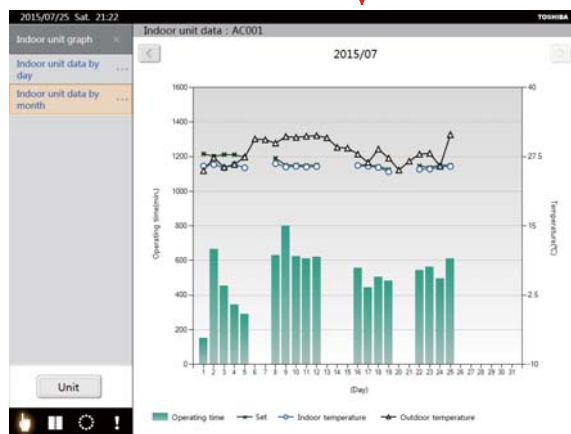 2015/07/25 Sat. 21:22
TOSHIBA
Indoor unit graph ×
Indoor unit data : AC001
Indoor unit data by day ...
Indoor unit data by month ...
< 2015/07
1600 40
1400
1200 27.5
1000
800 15
600
400 -2.5
200
0 -10
Operating time(min.)
Temperature(℃)
1 2 3 4 5 6 7 8 9 10 11 12 13 14 15 16 17 18 19 20 21 22 23 24 25 26 27 28 29 30 31
(Day)
Unit
Operating time Set Indoor temperature Outdoor temperature
!